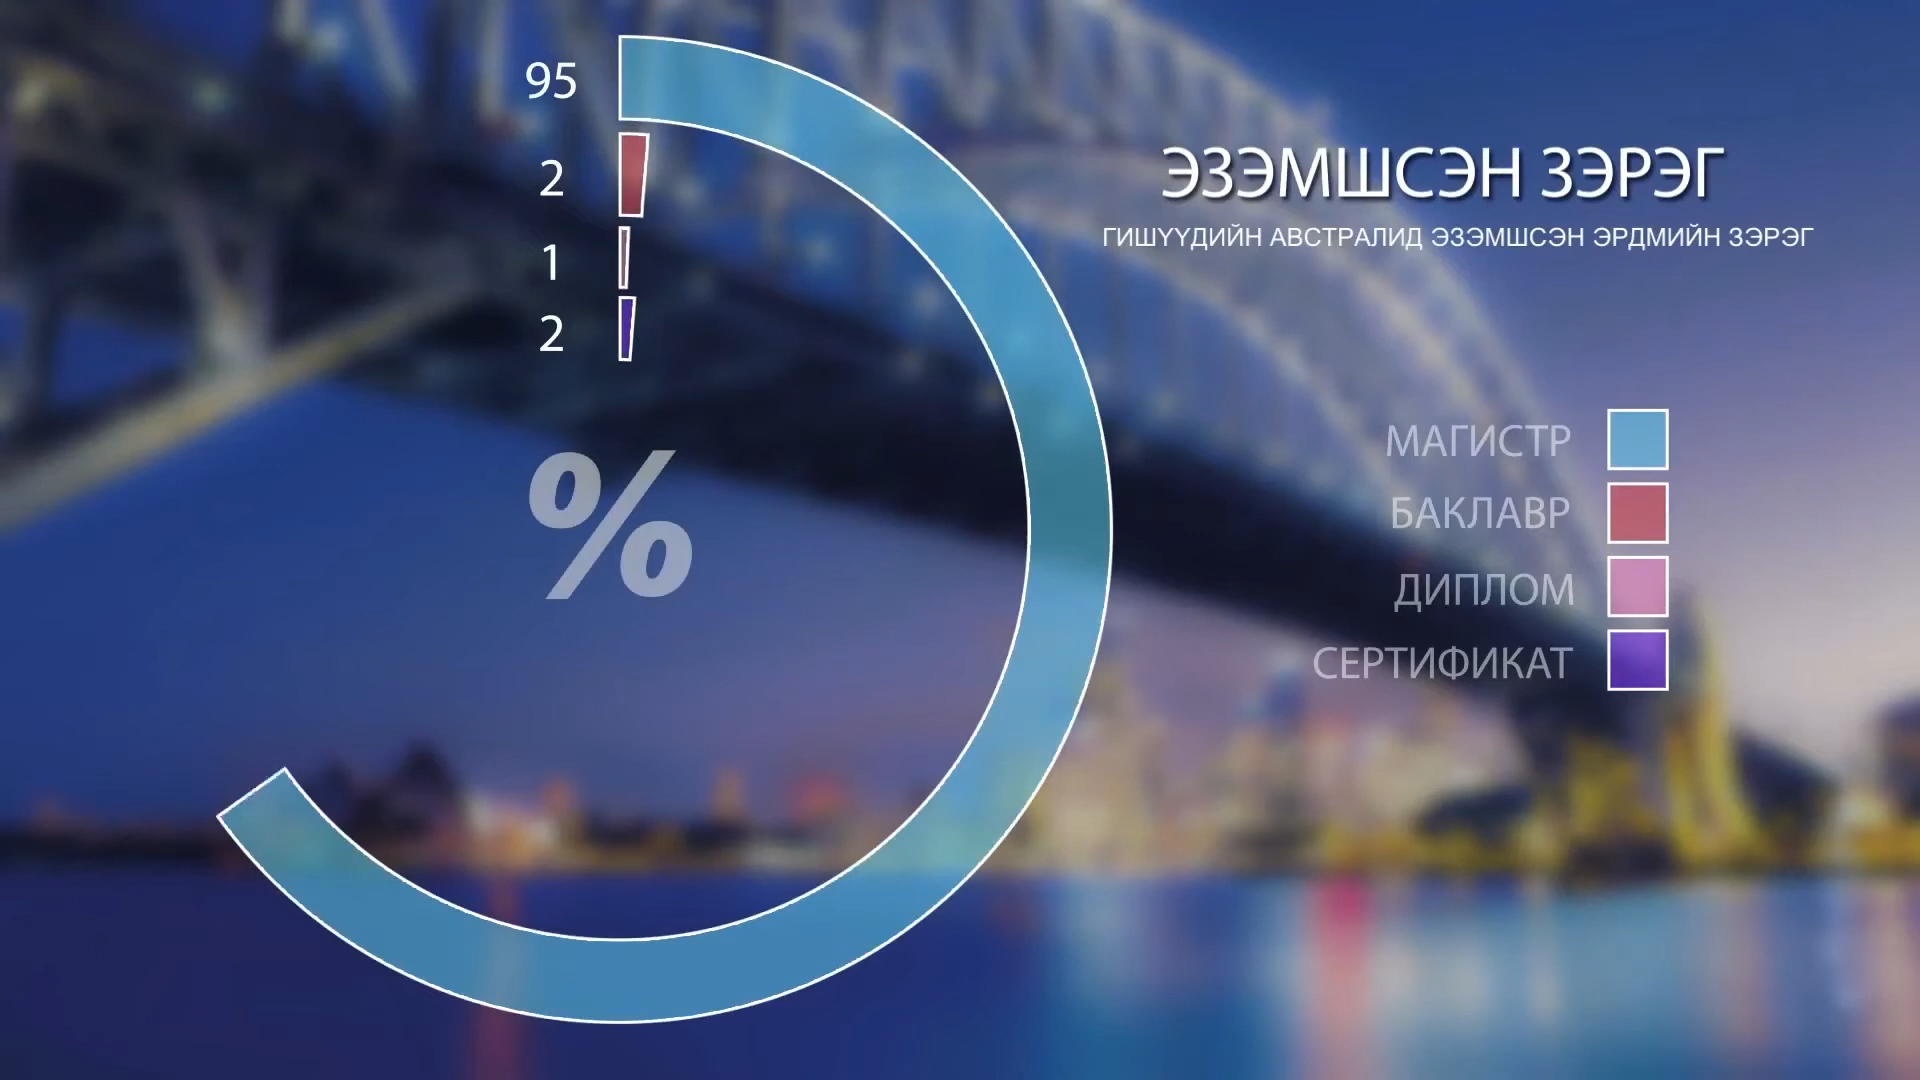 95
2
1
2
%
ЭЗЭМШСЭН ЗЭРЭГ
ГИШҮҮДИЙН АВСТРАЛИД ЭЗЭМШСЭН ЭРДМИЙН ЗЭРЭГ
МАГИСТР
БАКЛАВР
ДИПЛОМ
СЕРТИФИКАТ